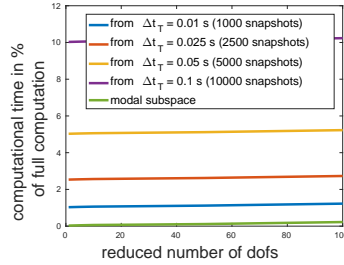 12
10
8
6
4
2
0
0
20
40
60
80
100
computational time in %
of full computation
reduced number of dofs
from Δt_T = 0.01 s (1000 snapshots)
from Δt_T = 0.025 s (2500 snapshots)
from Δt_T = 0.05 s (5000 snapshots)
from Δt_T = 0.1 s (10000 snapshots)
modal subspace